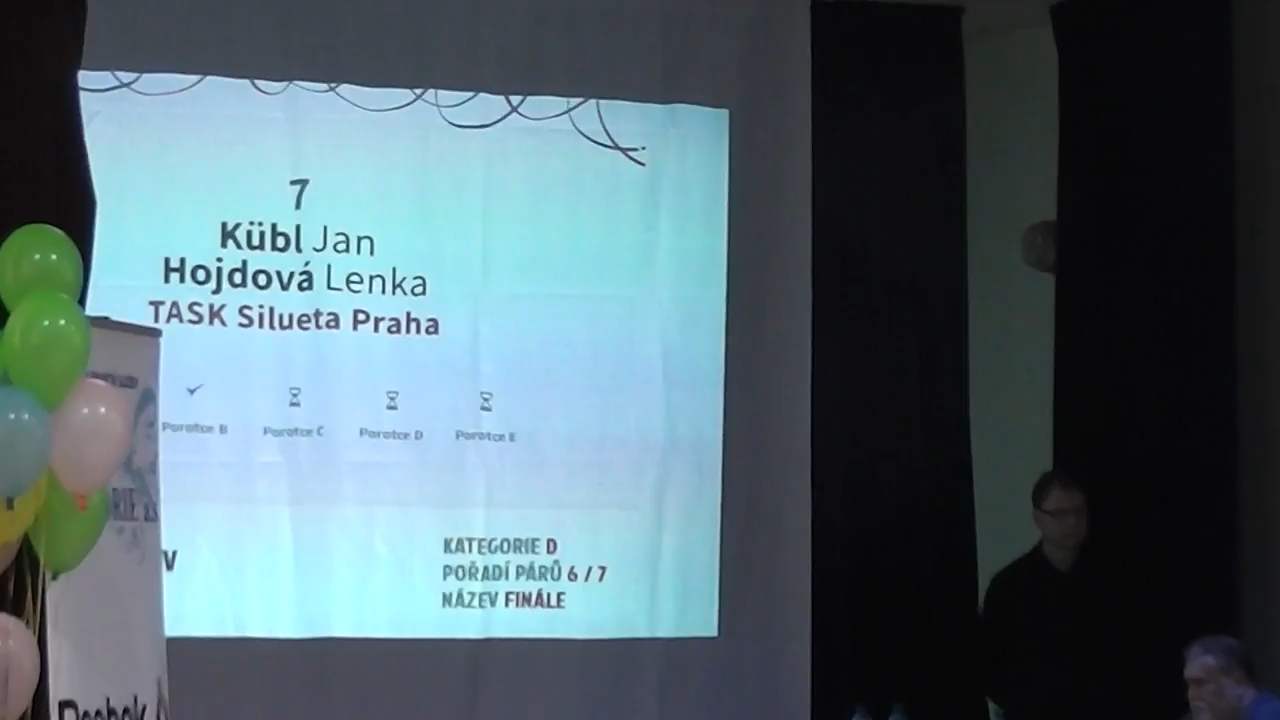 7
Kübl Jan
Hojdová Lenka
TASK Silueta Praha
Porotce B
Porotce C
Porotce D
Porotce E
V
KATEGORIE D
POŘADÍ PÁRŮ 6 / 7
NÁZEV FINÁLE